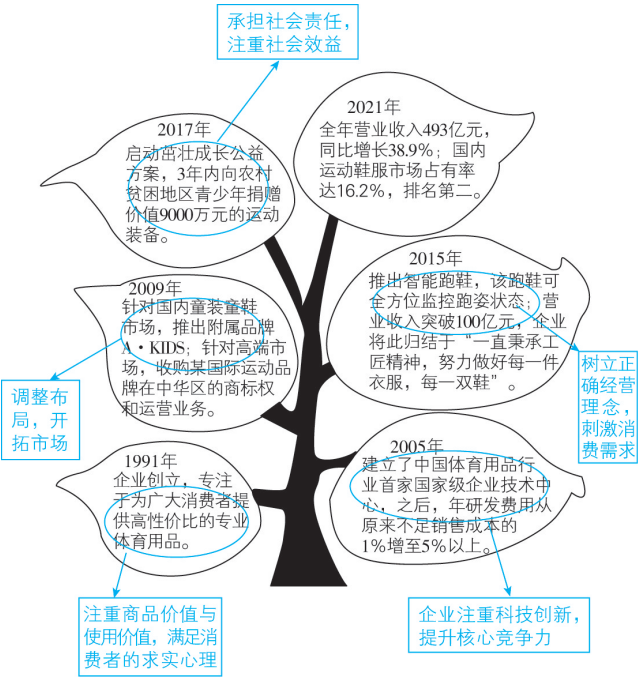 承担社会责任，
注重社会效益
2017年
启动茁壮成长公益
方案，3年内向农村
贫困地区青少年捐赠
价值9000万元的运动
装备。
2021年
全年营业收入493亿元，
同比增长38.9%；国内
运动鞋服市场占有率
达16.2%，排名第二。
2009年
针对国内童装童鞋
市场，推出附属品牌
A·KIDS；针对高端市
场，收购某国际运动品
牌在中华区的商标权
和运营业务。
2015年
推出智能跑鞋，该跑鞋可
全方位监控跑姿状态；营
业收入突破100亿元，企业
将此归结于“一直秉承工
匠精神，努力做好每一件
衣服，每一双鞋”。
调整布
局，开
拓市场
树立正
确经营
理念，
刺激消
费需求
1991年
企业创立，专注
于为广大消费者提
供高性价比的专业
体育用品。
2005年
建立了中国体育用品行
业首家国家级企业技术中
心，之后，年研发费用从
原来不足销售成本的
1%增至5%以上。
注重商品价值与
使用价值，满足消
费者的求实心理
企业注重科技创新，
提升核心竞争力